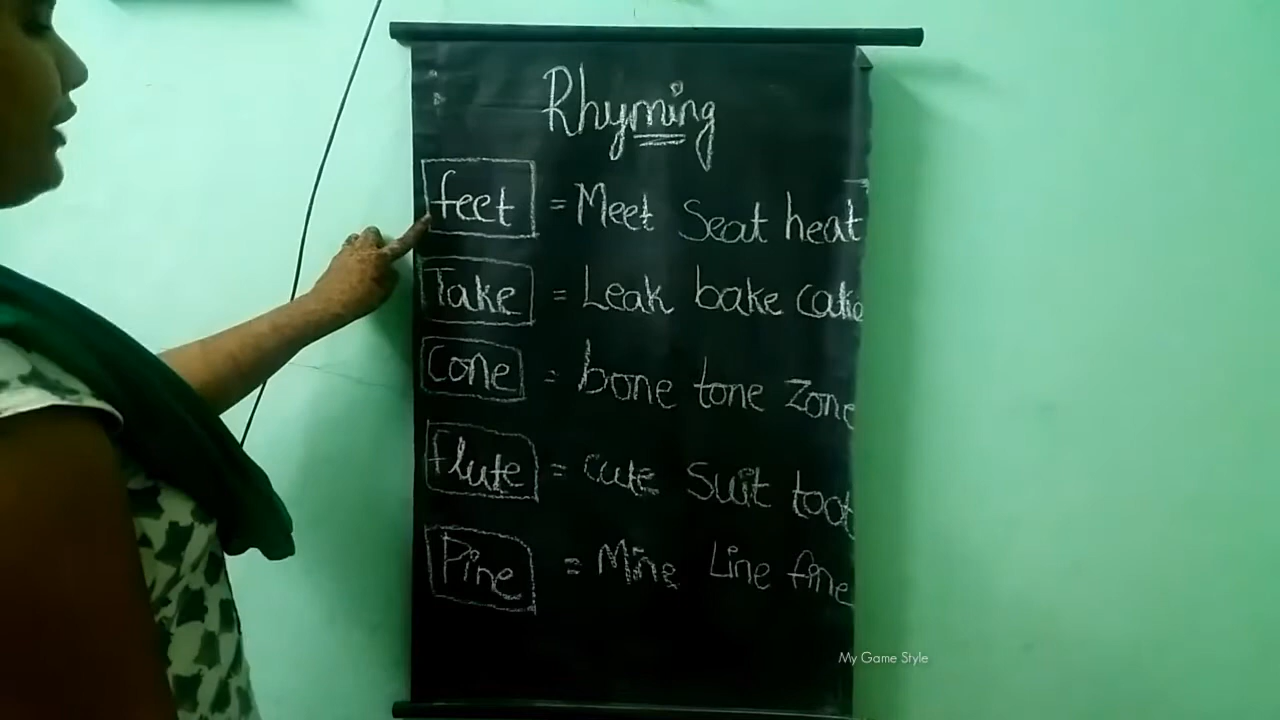 Rhyming
feet = Meet Seat heat
Take = Leak bake cake
Cone = bone tone Zone
flute = cute Suit toot
Pine = Mine Line fine
My Game Style